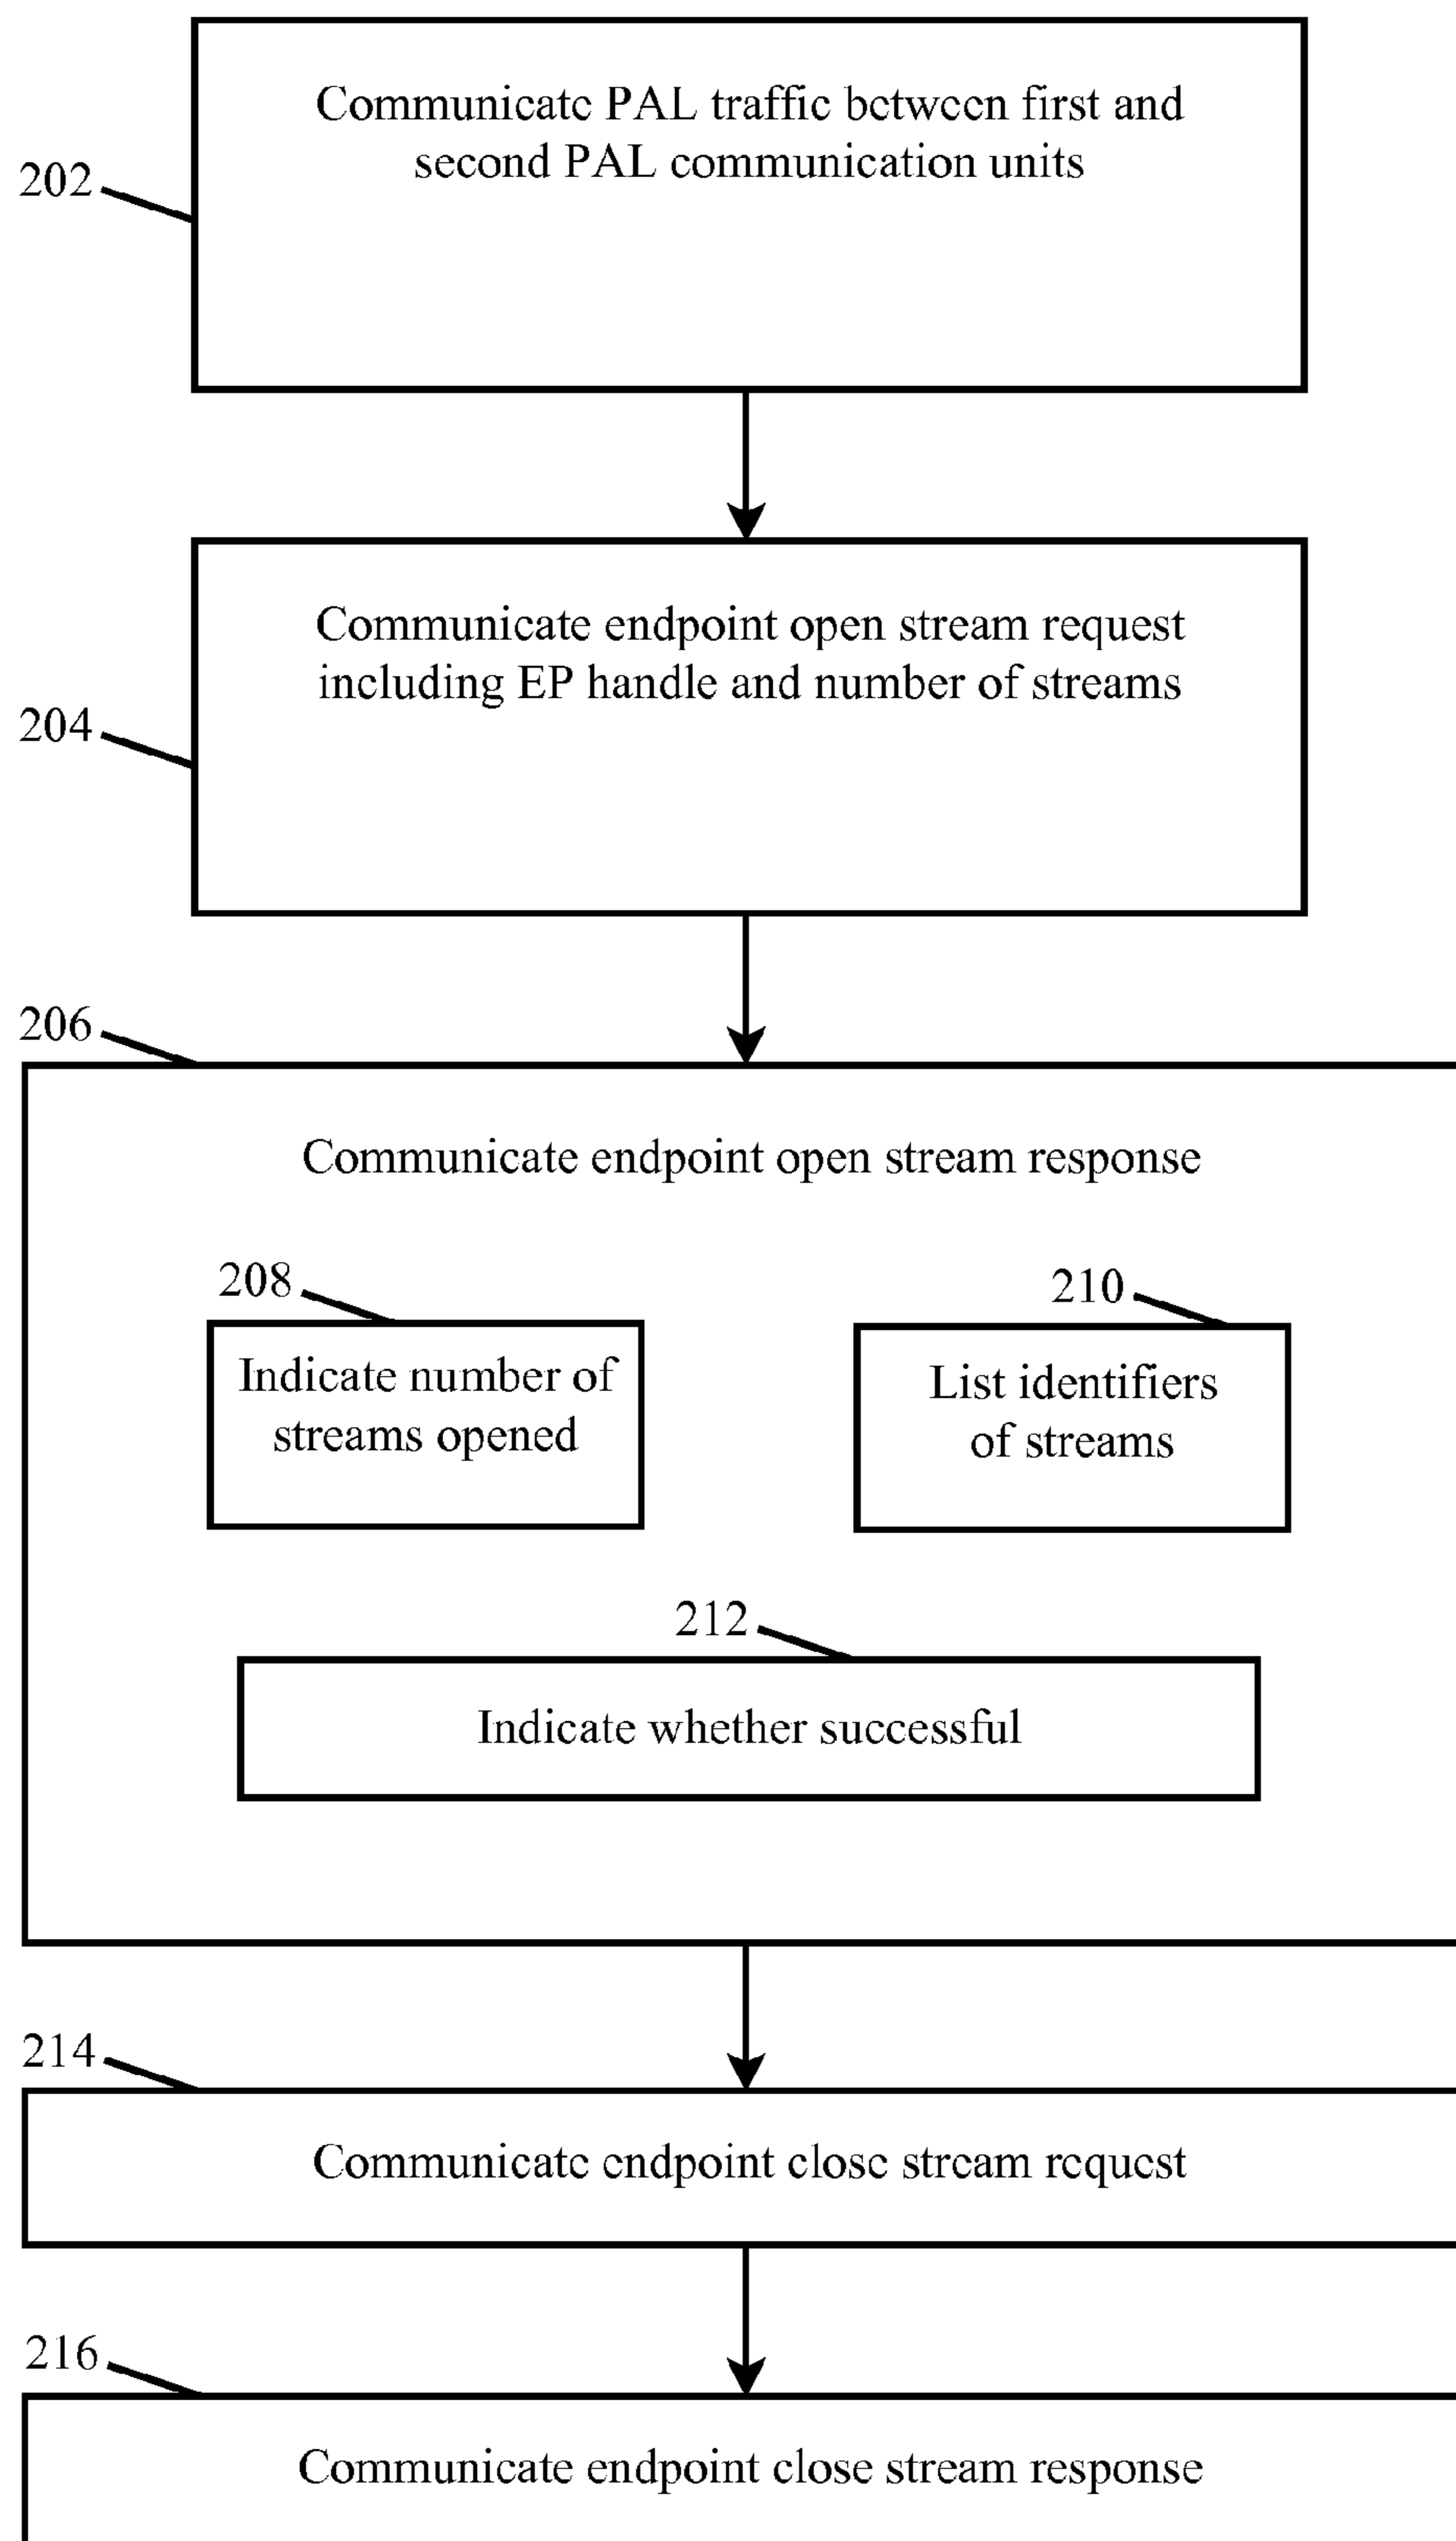 Communicate PAL traffic between first and
second PAL communication units
202
Communicate endpoint open stream request
including EP handle and number of streams
204
206
Communicate endpoint open stream response
208
210
Indicate number of
streams opened
List identifiers
of streams
212
Indicate whether successful
214
Communicate endpoint close stream request
216
Communicate endpoint close stream response